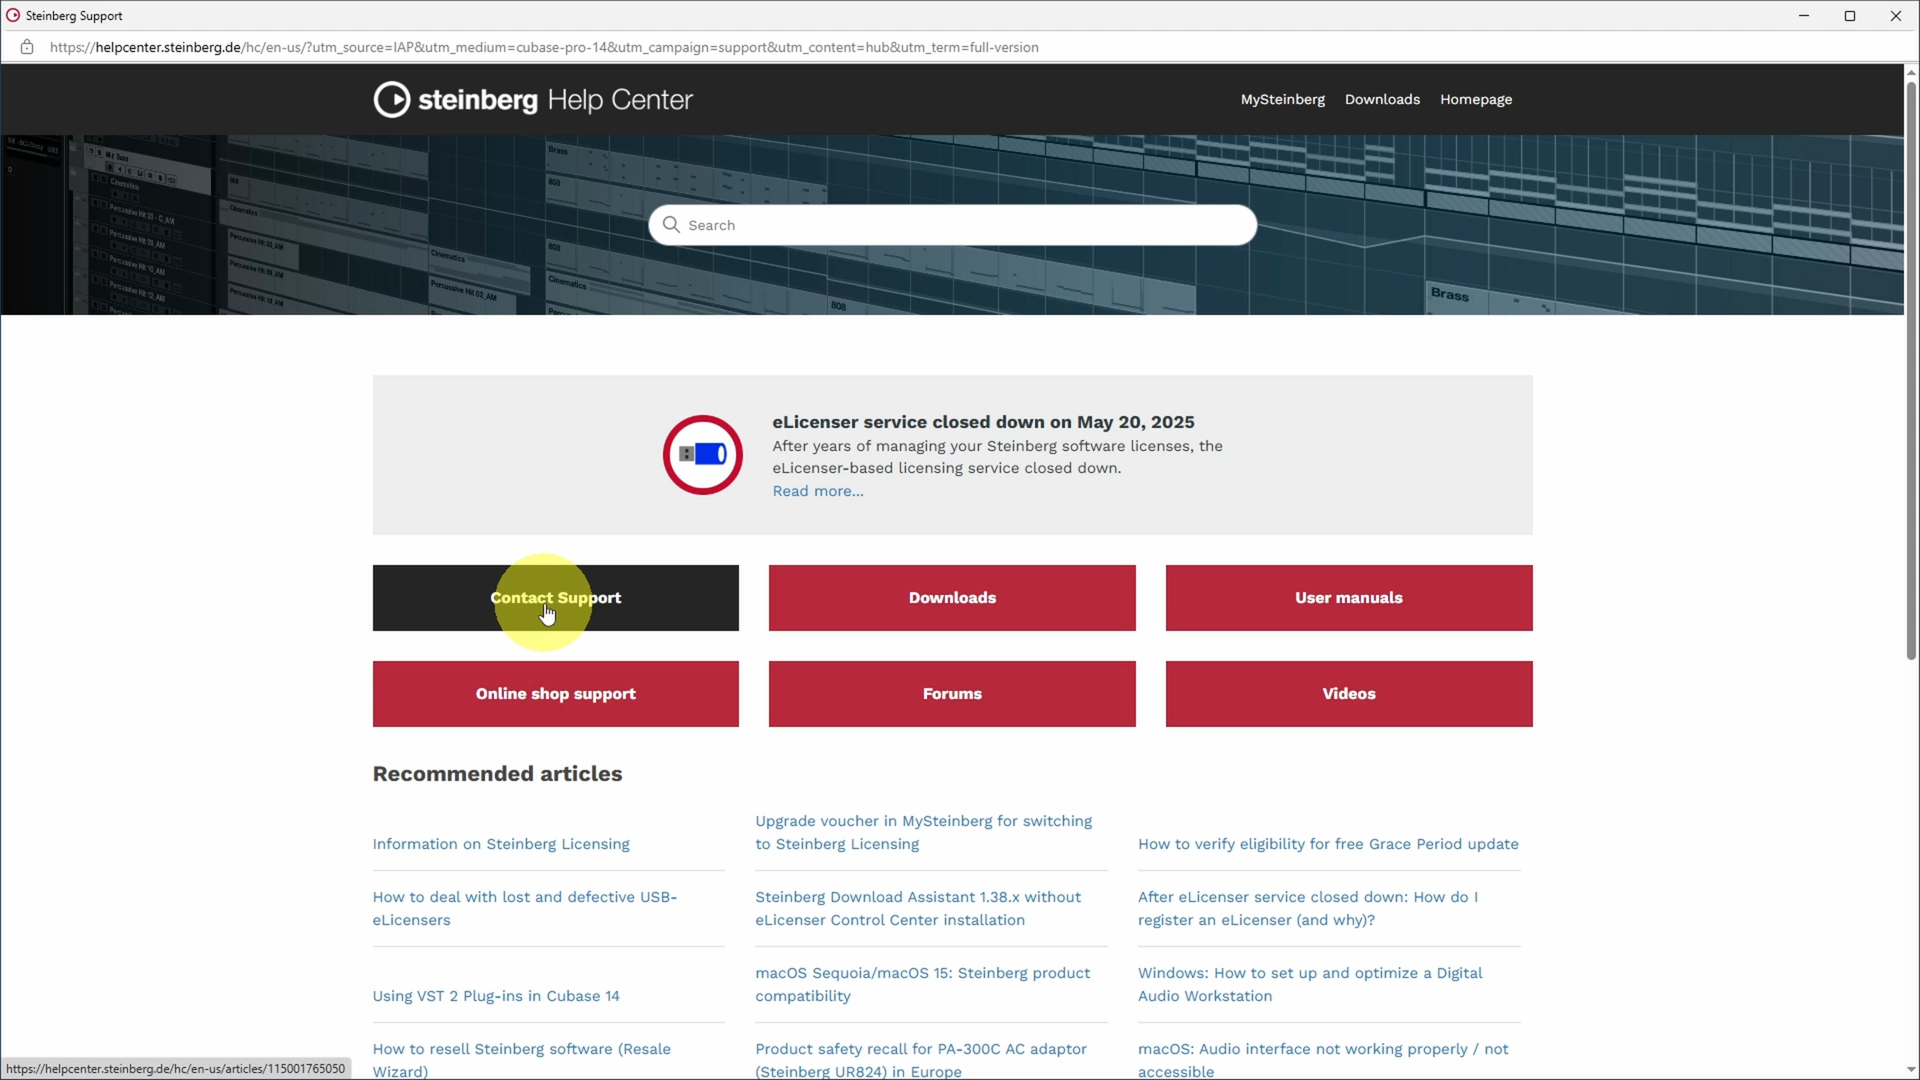 Steinberg Support
https://helpcenter.steinberg.de/hc/en-us/?utm_source=IAP&utm_medium=cubase-pro-14&utm_campaign=support&utm_content=hub&utm_term=full-version
steinberg Help Center
MySteinberg Downloads Homepage
Brass
808
Cinematics
808
Cinematics
808
Brass
Search
eLicenser service closed down on May 20, 2025
After years of managing your Steinberg software licenses, the
eLicenser-based licensing service closed down.
Read more...
Contact Support
Downloads
User manuals
Online shop support
Forums
Videos
Recommended articles
Information on Steinberg Licensing
Upgrade voucher in MySteinberg for switching
to Steinberg Licensing
How to verify eligibility for free Grace Period update
How to deal with lost and defective USB-
eLicensers
Steinberg Download Assistant 1.38.x without
eLicenser Control Center installation
After eLicenser service closed down: How do I
register an eLicenser (and why)?
Using VST 2 Plug-ins in Cubase 14
macOS Sequoia/macOS 15: Steinberg product
compatibility
Windows: How to set up and optimize a Digital
Audio Workstation
How to resell Steinberg software (Resale
Wizard)
Product safety recall for PA-300C AC adaptor
(Steinberg UR824) in Europe
macOS: Audio interface not working properly / not
accessible
https://helpcenter.steinberg.de/hc/en-us/articles/115001765050